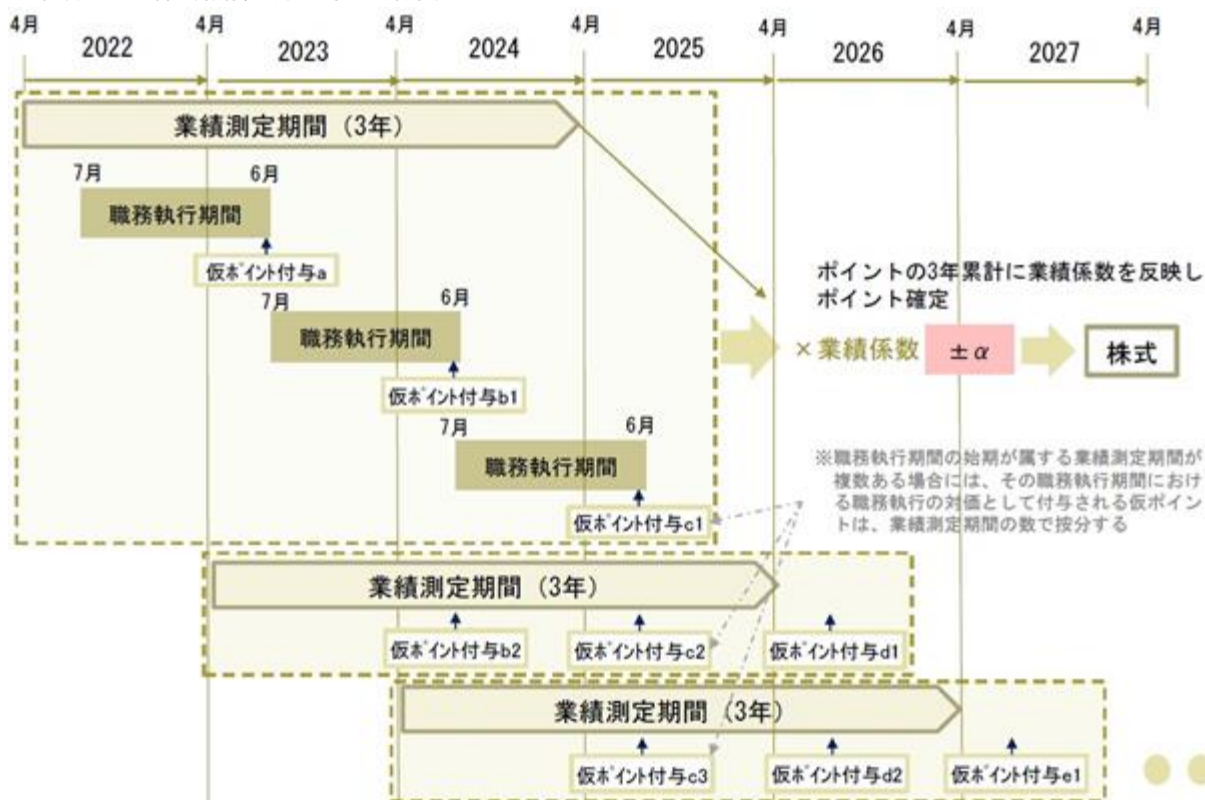 4月 4月 4月 4月 4月 4月 4月
2022 2023 2024 2025 2026 2027
業績測定期間（3年）
7月 6月
職務執行期間
仮ポイント付与a
7月 6月
職務執行期間
仮ポイント付与b1
7月 6月
職務執行期間
仮ポイント付与c1
ポイントの3年累計に業績係数を反映し
ポイント確定
×業績係数 ±α 株式
※職務執行期間の始期が属する業績測定期間が
複数ある場合には、その職務執行期間におけ
る職務執行の対価として付与される仮ポイン
トは、業績測定期間の数で按分する
業績測定期間（3年）
仮ポイント付与b2 仮ポイント付与c2 仮ポイント付与d1
業績測定期間（3年）
仮ポイント付与c3 仮ポイント付与d2 仮ポイント付与e1